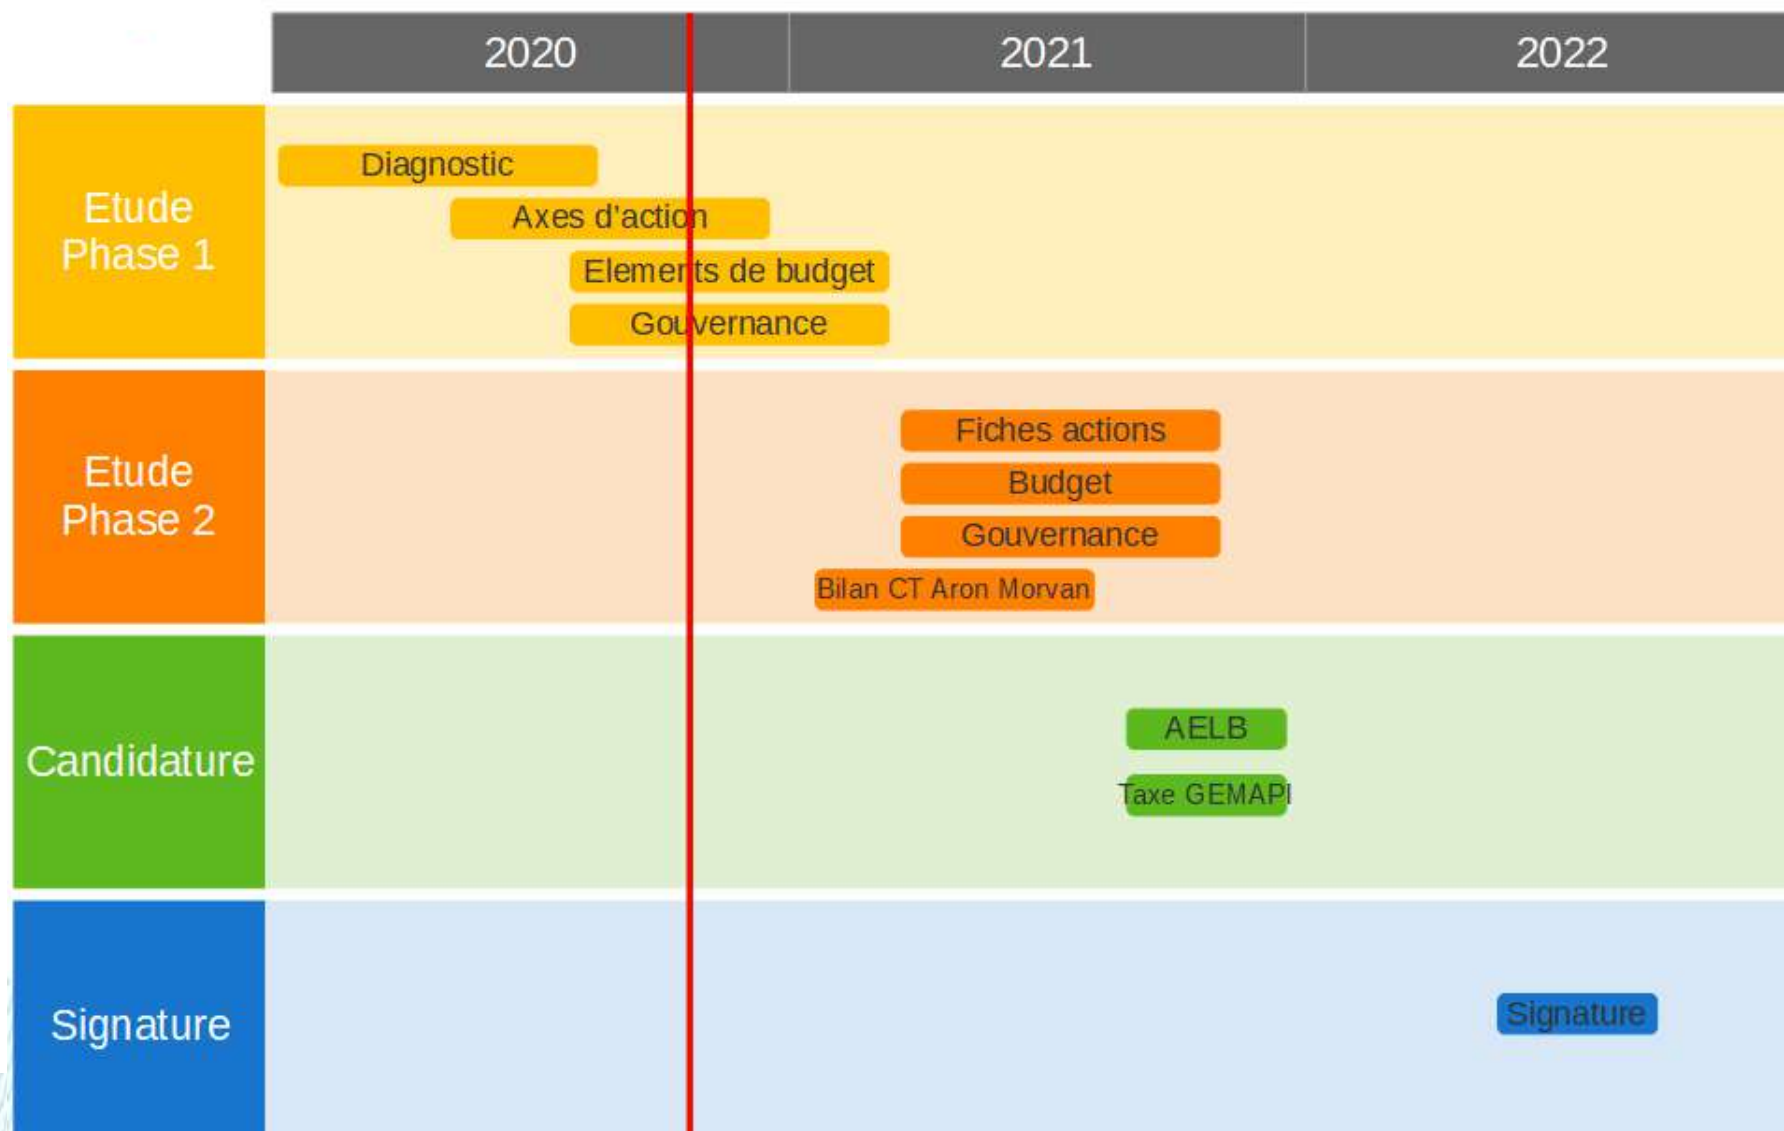 2020 2021 2022
Etude
Phase 1
Diagnostic
Axes d'action
Elements de budget
Gouvernance
Etude
Phase 2
Fiches actions
Budget
Gouvernance
Bilan CT Aron Morvan
Candidature
AELB
Taxe GEMAPI
Signature
Signature